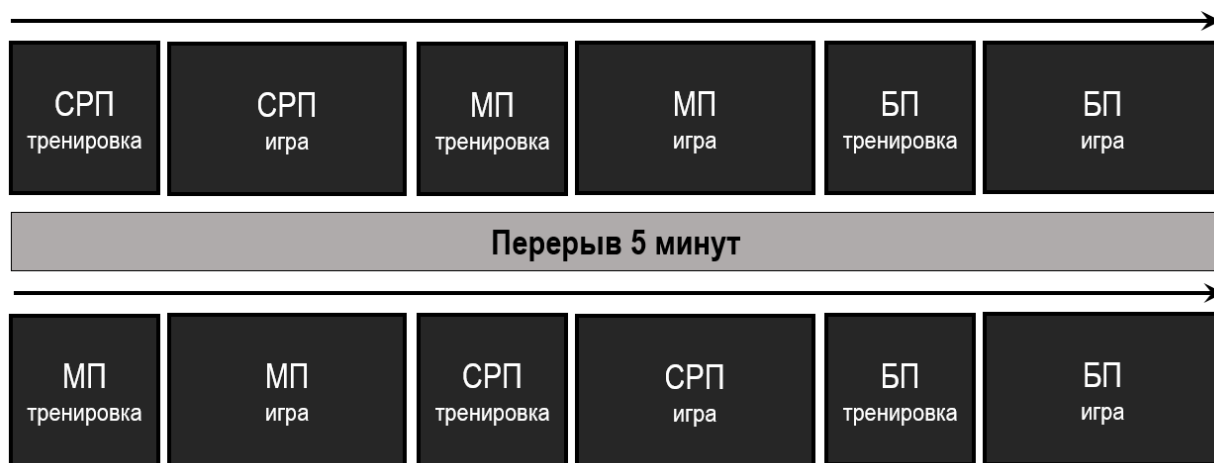 СРП
тренировка
СРП
игра
МП
тренировка
МП
игра
БП
тренировка
БП
игра
Перерыв 5 минут
МП
тренировка
МП
игра
СРП
тренировка
СРП
игра
БП
тренировка
БП
игра